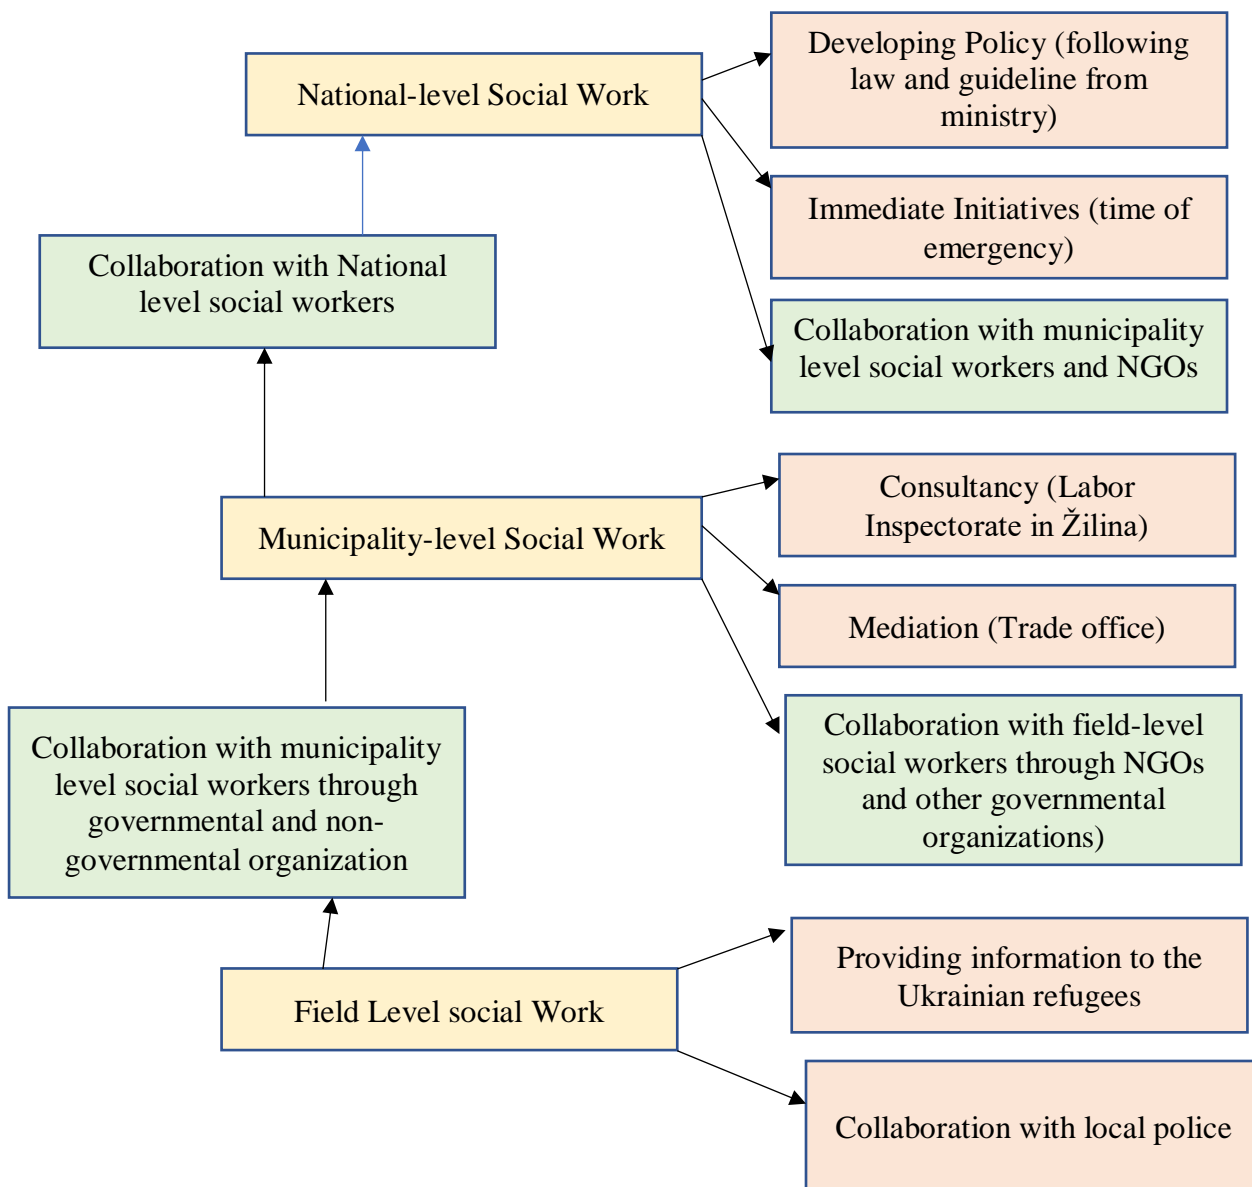 Developing Policy (following
law and guideline from
ministry)
National-level Social Work
Immediate Initiatives (time of
emergency)
Collaboration with National
level social workers
Collaboration with municipality
level social workers and NGOs
Consultancy (Labor
Inspectorate in Žilina)
Municipality-level Social Work
Mediation (Trade office)
Collaboration with field-level
social workers through NGOs
and other governmental
organizations)
Collaboration with municipality
level social workers through
governmental and non-
governmental organization
Providing information to the
Ukrainian refugees
Field Level social Work
Collaboration with local police